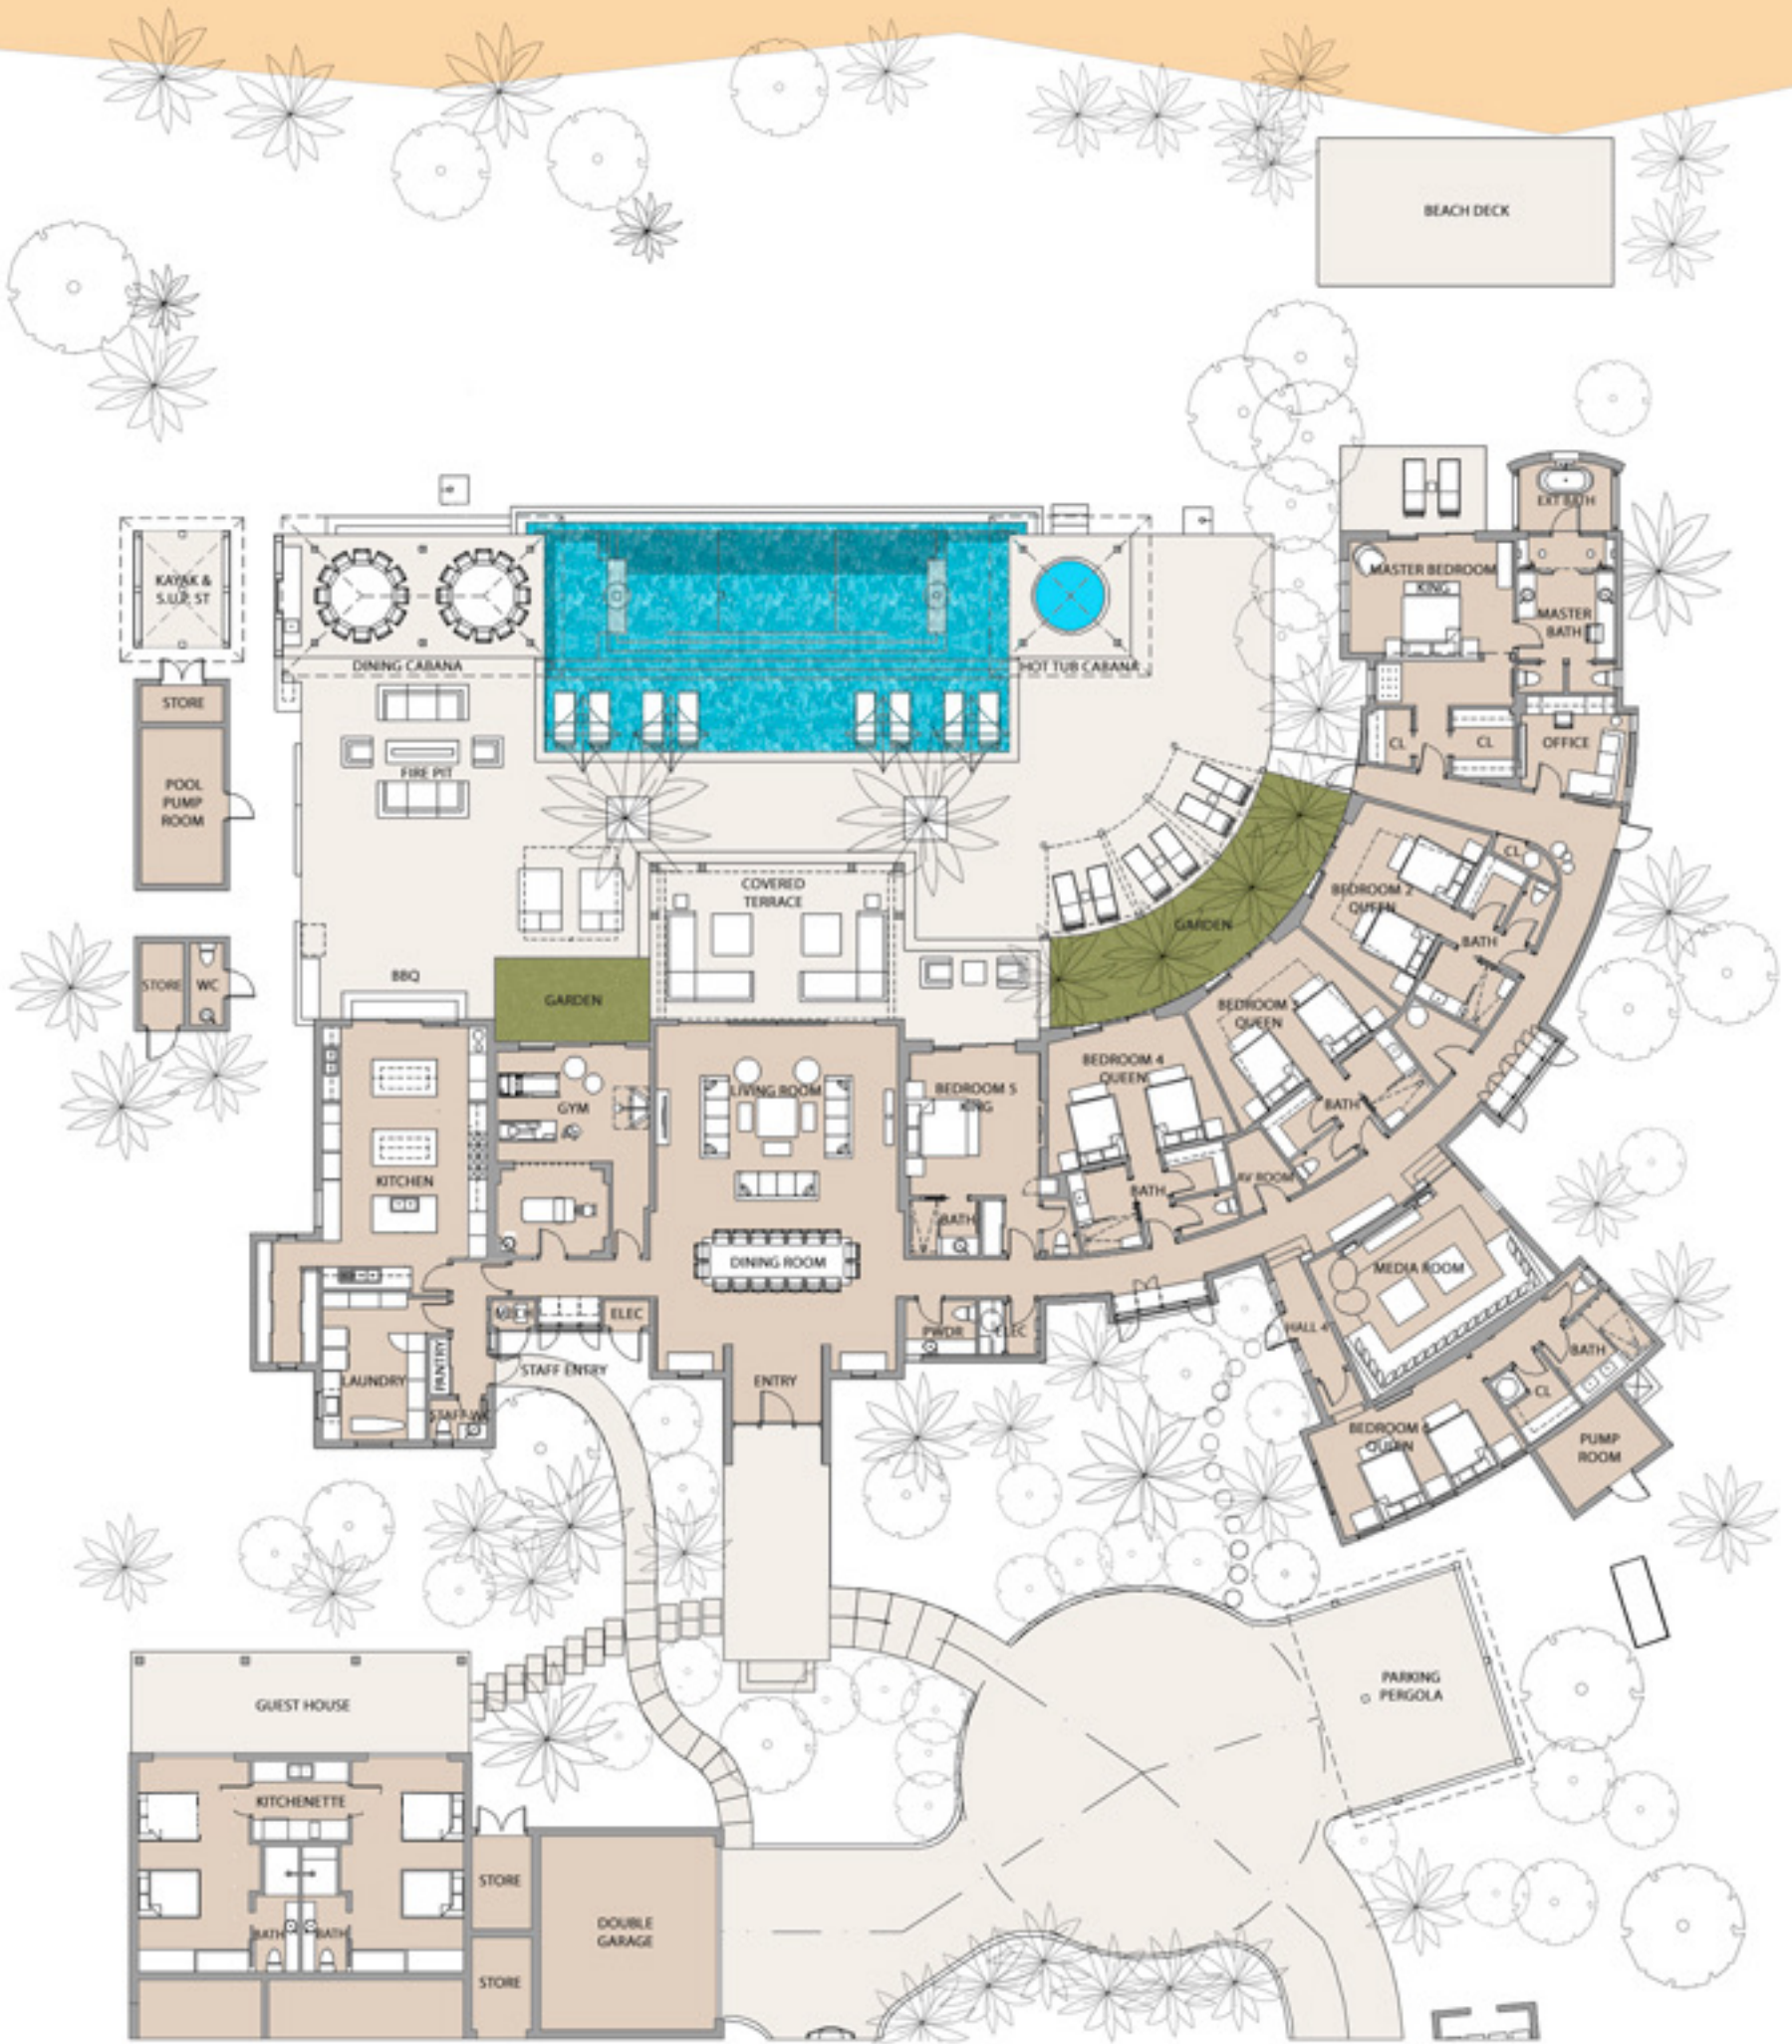 BEACH DECK
EXT BATH
KAYAK &
S.U.P. ST
MASTER BEDROOM
KING
MASTER
BATH
DINING CABANA
HOT TUB CABANA
STORE
CL
CL
OFFICE
FIRE PIT
POOL
PUMP
ROOM
CL
COVERED
TERRACE
BEDROOM 2
QUEEN
GARDEN
BATH
BBQ
STORE
WC
GARDEN
BEDROOM 3
QUEEN
BEDROOM 4
QUEEN
LIVING ROOM
BEDROOM 5
KING
GYM
BATH
KITCHEN
AV ROOM
BATH
BATH
DINING ROOM
MEDIA ROOM
ELEC
PWDR
ELEC
HALL 4
BATH
STAFF ENTRY
PANTRY
LAUNDRY
ENTRY
CL
STAFF WC
BEDROOM 6
QUEEN
PUMP
ROOM
PARKING
PERGOLA
GUEST HOUSE
KITCHENETTE
STORE
DOUBLE
GARAGE
BATH
BATH
STORE